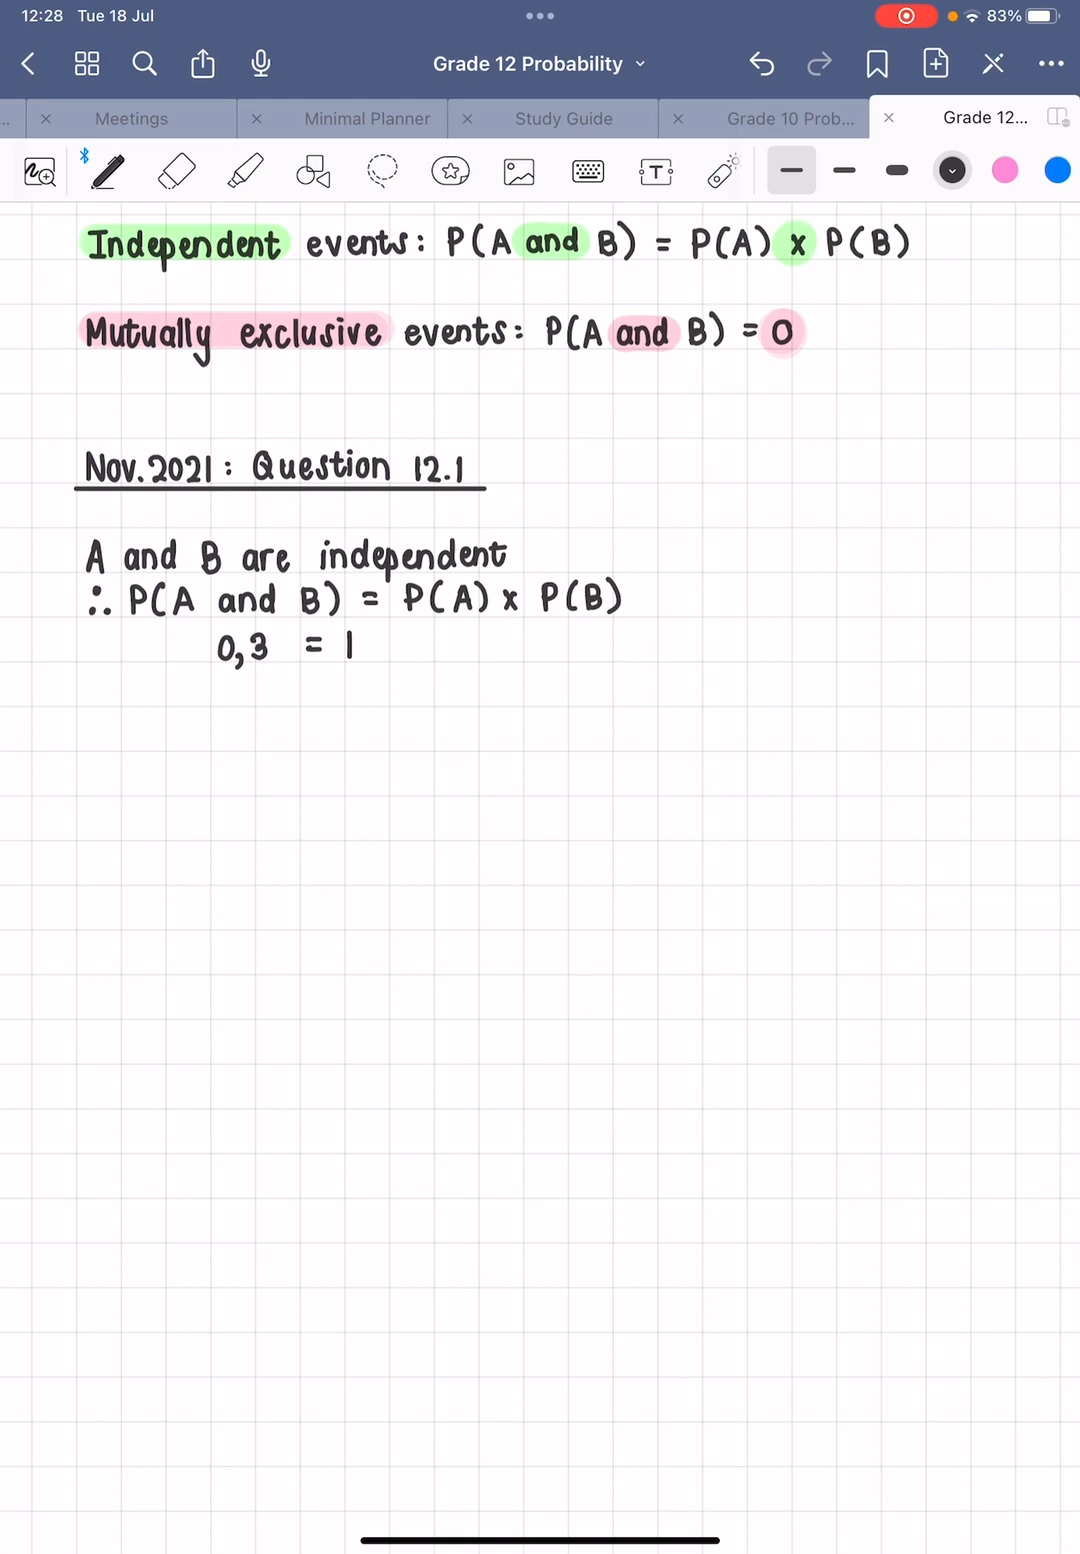 12:28 Tue 18 Jul 83%
Grade 12 Probability
Meetings Minimal Planner Study Guide Grade 10 Prob... Grade 12...
Independent events: P(A and B) = P(A) x P(B)
Mutually exclusive events: P(A and B) = 0
Nov. 2021: Question 12.1
A and B are independent
∴ P(A and B) = P(A) x P(B)
0,3 = 1